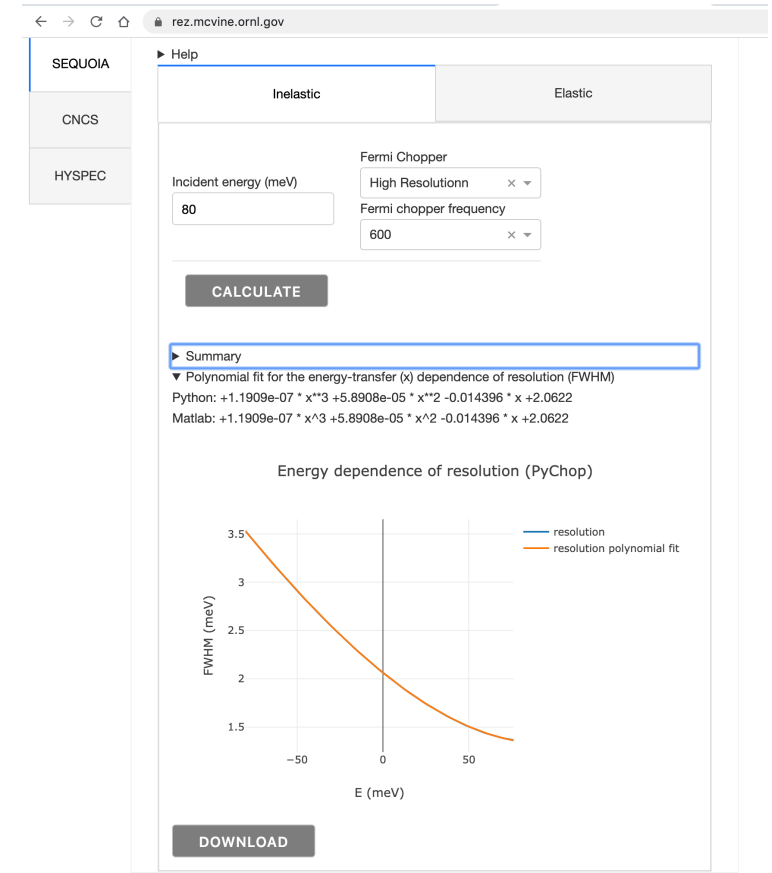 rez.mcvine.ornl.gov
SEQUOIA
CNCS
HYSPEC
▶ Help
Inelastic
Elastic
Incident energy (meV)
80
Fermi Chopper
High Resolutionn
Fermi chopper frequency
600
CALCULATE
▶ Summary
▼ Polynomial fit for the energy-transfer (x) dependence of resolution (FWHM)
Python: +1.1909e-07 * x**3 +5.8908e-05 * x**2 -0.014396 * x +2.0622
Matlab: +1.1909e-07 * x^3 +5.8908e-05 * x^2 -0.014396 * x +2.0622
Energy dependence of resolution (PyChop)
resolution
resolution polynomial fit
FWHM (meV)
3.5
3
2.5
2
1.5
−50
0
50
E (meV)
DOWNLOAD